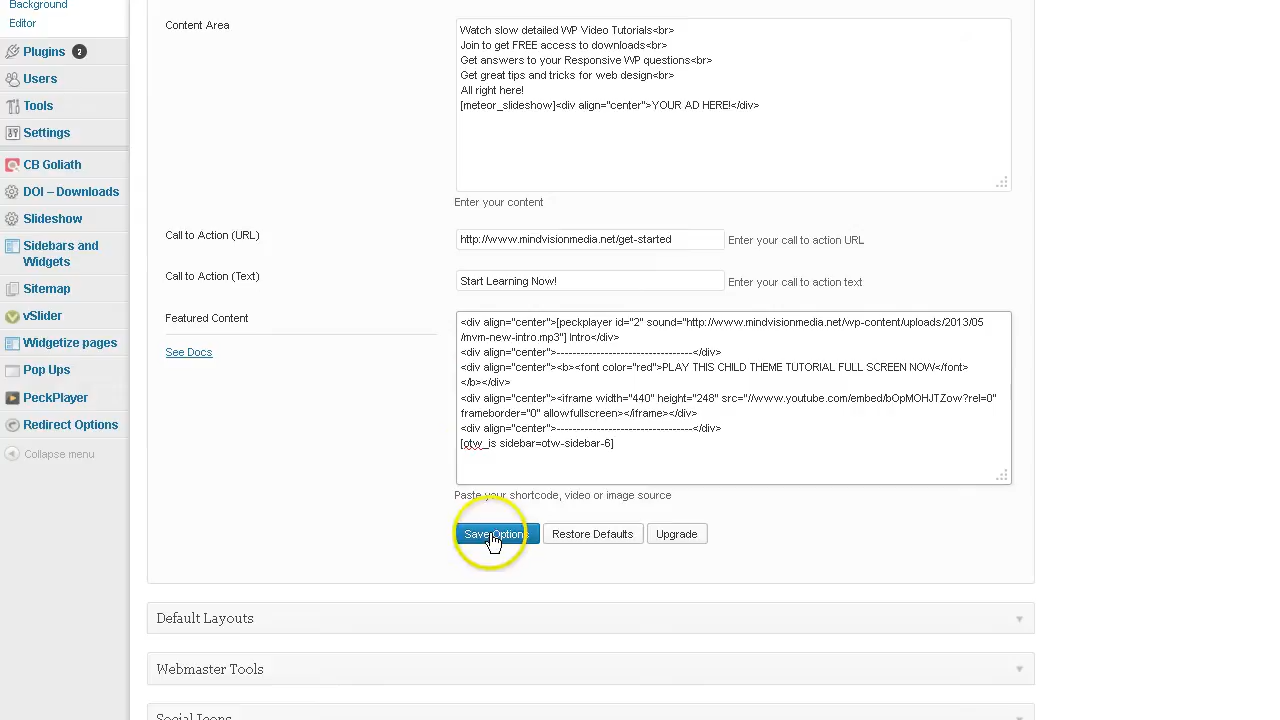 Background
Editor
Plugins 2
Users
Tools
Settings
CB Goliath
DOI – Downloads
Slideshow
Sidebars and
Widgets
Sitemap
vSlider
Widgetize pages
Pop Ups
PeckPlayer
Redirect Options
Collapse menu
Content Area
Watch slow detailed WP Video Tutorials<br>
Join to get FREE access to downloads<br>
Get answers to your Responsive WP questions<br>
Get great tips and tricks for web design<br>
All right here!
[meteor_slideshow]<div align="center">YOUR AD HERE!</div>
Enter your content
Call to Action (URL)
http://www.mindvisionmedia.net/get-started
Enter your call to action URL
Call to Action (Text)
Start Learning Now!
Enter your call to action text
Featured Content
See Docs
<div align="center">[peckplayer id="2" sound="http://www.mindvisionmedia.net/wp-content/uploads/2013/05
/mvm-new-intro.mp3"] Intro</div>
<div align="center">----------------------------------</div>
<div align="center"><b><font color="red">PLAY THIS CHILD THEME TUTORIAL FULL SCREEN NOW</font>
</b></div>
<div align="center"><iframe width="440" height="248" src="//www.youtube.com/embed/bOpMOHJTZow?rel=0"
frameborder="0" allowfullscreen></iframe></div>
<div align="center">----------------------------------</div>
[otw_is sidebar=otw-sidebar-6]
Paste your shortcode, video or image source
Save Options
Restore Defaults
Upgrade
Default Layouts
Webmaster Tools
Social Icons